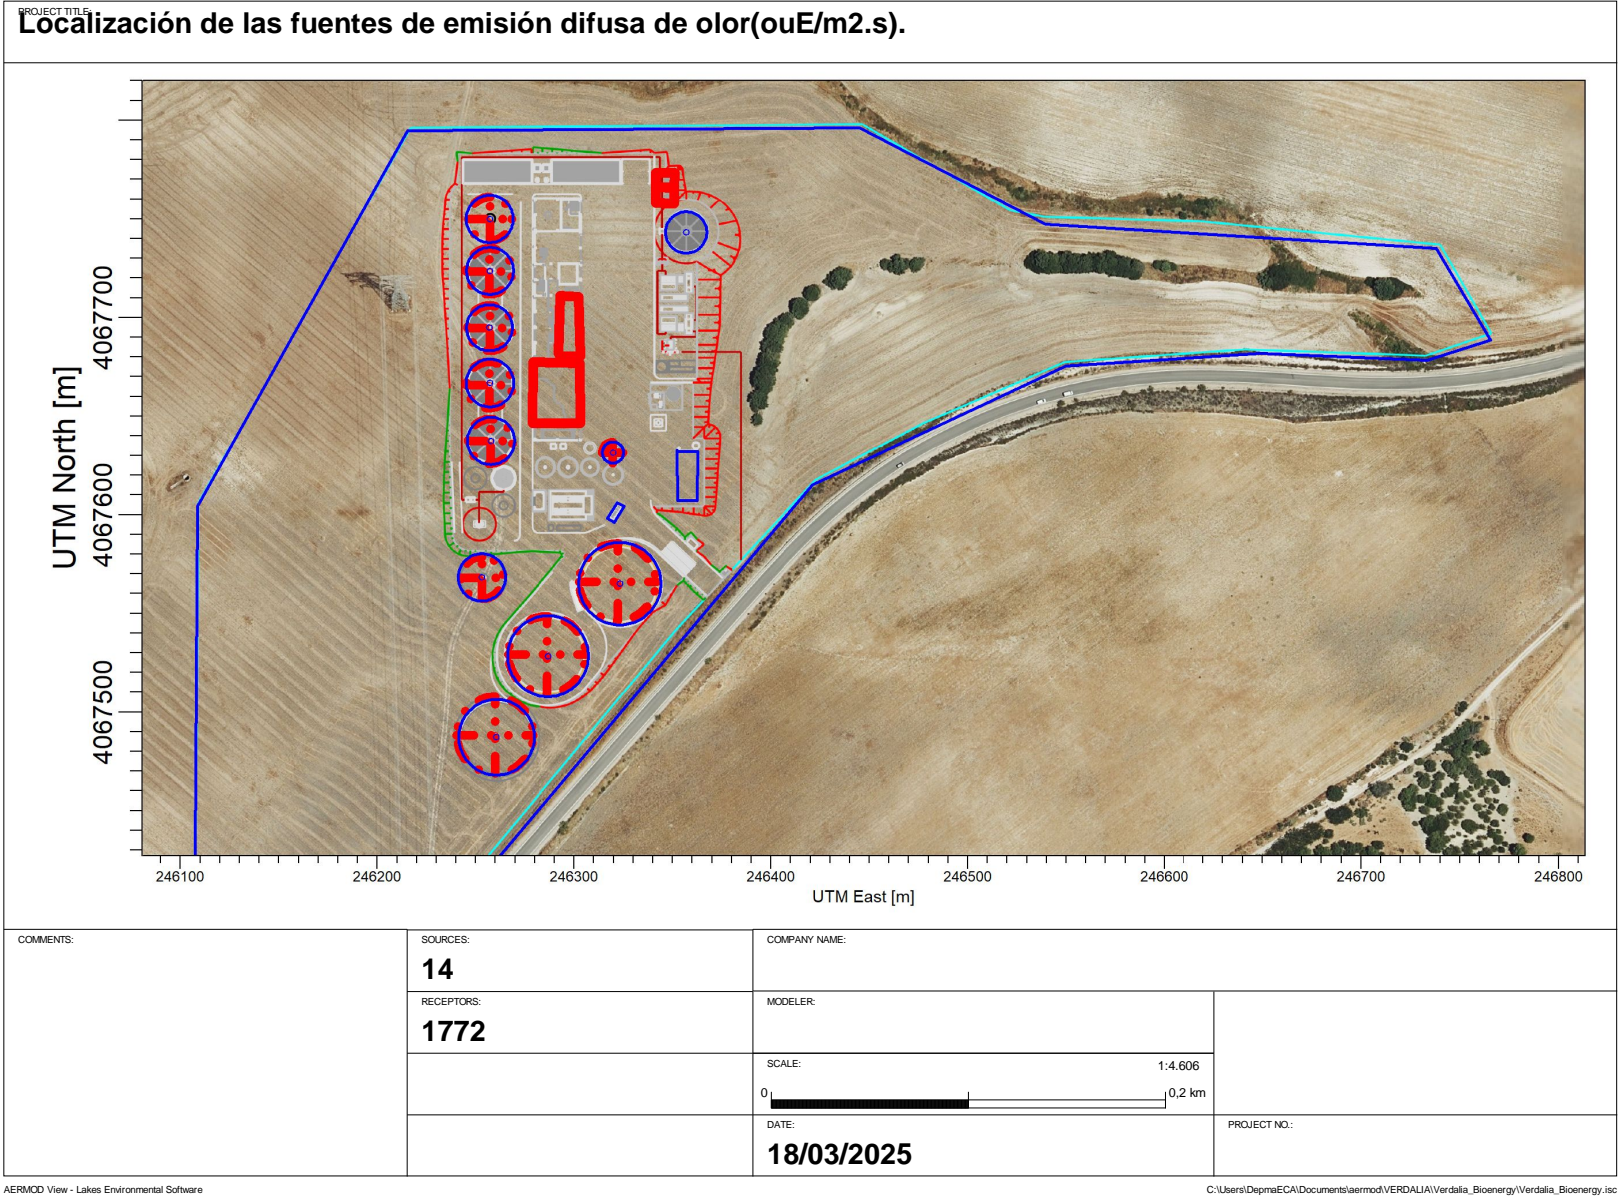 PROJECT TITLE:
Localización de las fuentes de emisión difusa de olor(ouE/m2.s).
UTM North [m]
4067700
4067600
4067500
246100
246200
246300
246400
246500
246600
246700
246800
UTM East [m]
COMMENTS:
SOURCES:
14
RECEPTORS:
1772
COMPANY NAME:
MODELER:
SCALE:
1:4.606
0
0,2 km
DATE:
18/03/2025
PROJECT NO.:
AERMOD View - Lakes Environmental Software
C:\Users\DepmaECA\Documents\aermod\VERDALIA\Verdalia_Bioenergy\Verdalia_Bioenergy.isc